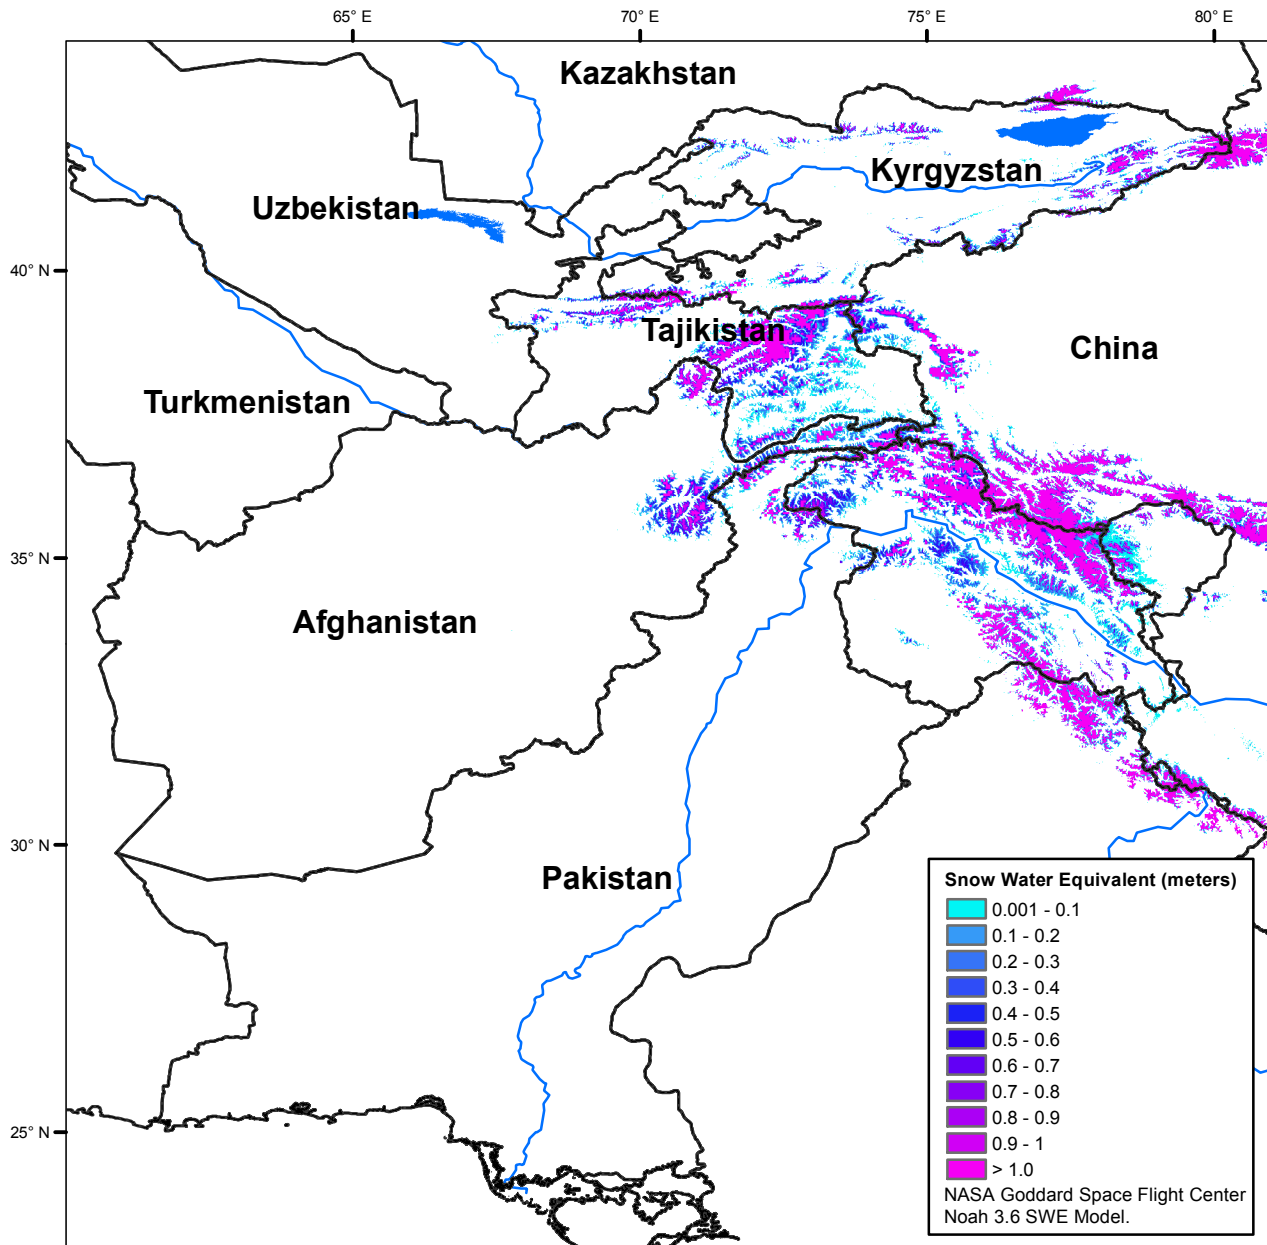 65° E
70° E
75° E
80° E
Kazakhstan
Kyrgyzstan
Uzbekistan
40° N
Tajikistan
China
Turkmenistan
35° N
Afghanistan
30° N
Pakistan
25° N
Snow Water Equivalent (meters)
0.001 - 0.1
0.1 - 0.2
0.2 - 0.3
0.3 - 0.4
0.4 - 0.5
0.5 - 0.6
0.6 - 0.7
0.7 - 0.8
0.8 - 0.9
0.9 - 1
> 1.0
NASA Goddard Space Flight Center
Noah 3.6 SWE Model.